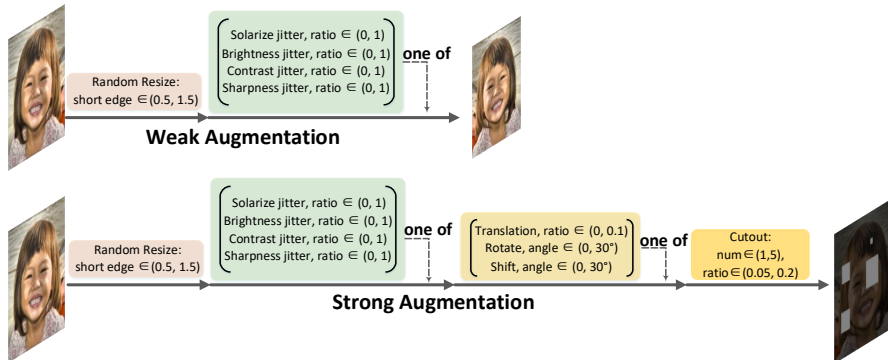 Random Resize:
short edge ∈(0.5, 1.5)
Solarize jitter, ratio ∈ (0, 1)
Brightness jitter, ratio ∈ (0, 1)
Contrast jitter, ratio ∈ (0, 1)
Sharpness jitter, ratio ∈ (0, 1)
one of
Weak Augmentation
Random Resize:
short edge ∈(0.5, 1.5)
Solarize jitter, ratio ∈ (0, 1)
Brightness jitter, ratio ∈ (0, 1)
Contrast jitter, ratio ∈ (0, 1)
Sharpness jitter, ratio ∈ (0, 1)
one of
Translation, ratio ∈ (0, 0.1)
Rotate, angle ∈ (0, 30°)
Shift, angle ∈ (0, 30°)
one of
Cutout:
num∈(1,5),
ratio∈(0.05, 0.2)
Strong Augmentation